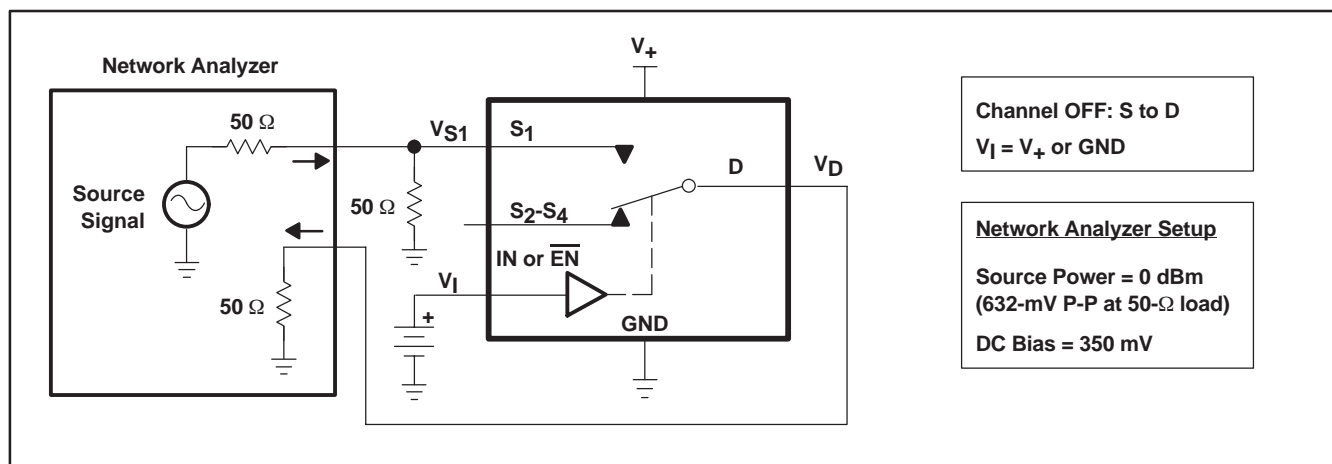 Network Analyzer
50 Ω
Source
Signal
50 Ω
V+
VS1
S1
50 Ω
S2-S4
D
VD
IN or E̅N̅
VI
+
GND
Channel OFF: S to D
VI = V+ or GND
Network Analyzer Setup
Source Power = 0 dBm
(632-mV P-P at 50-Ω load)
DC Bias = 350 mV